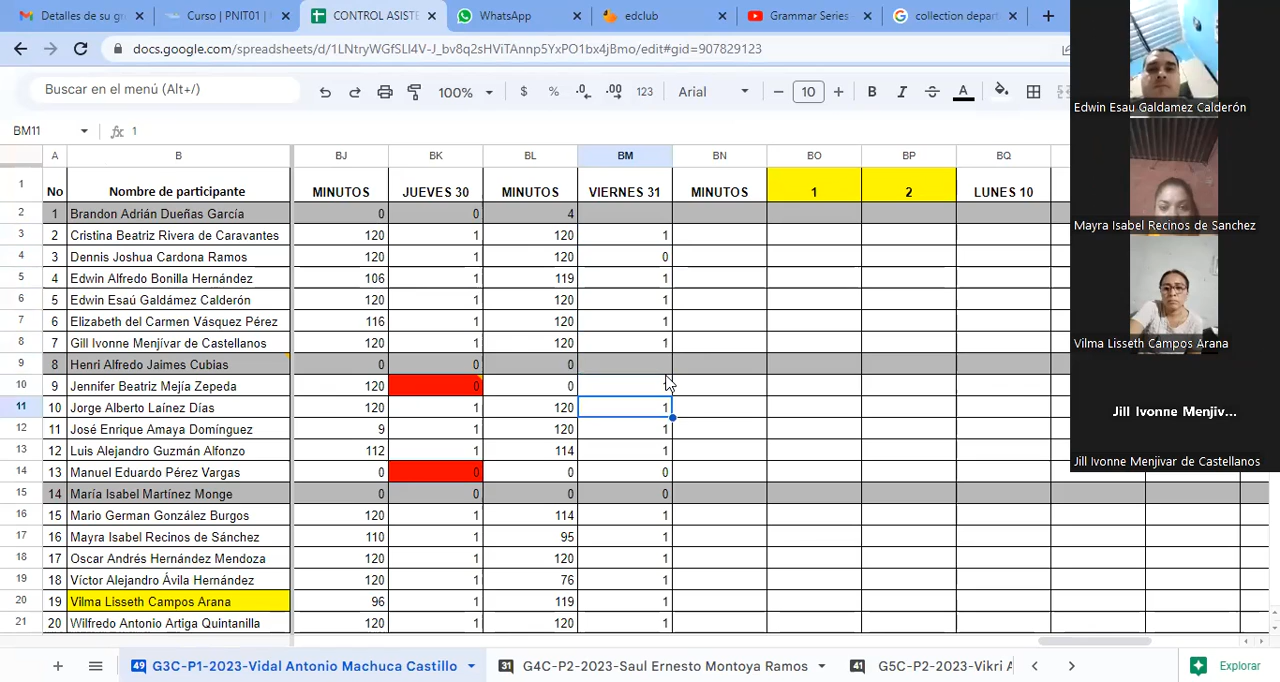 Detalles de su gr
Curso | PNIT01 |
CONTROL ASISTE
WhatsApp
edclub
Grammar Series -
collection depart
docs.google.com/spreadsheets/d/1LNtryWGfSLl4V-J_bv8q2sHViTAnnp5YxPO1bx4jBmo/edit#gid=907829123
Buscar en el menú (Alt+/)
100% $ % .0 .00 123 Arial 10 B I A
BM11 fx 1
A B BJ BK BL BM BN BO BP BQ
1 No Nombre de participante MINUTOS JUEVES 30 MINUTOS VIERNES 31 MINUTOS 1 2 LUNES 10
2 1 Brandon Adrián Dueñas García 0 0 4
3 2 Cristina Beatriz Rivera de Caravantes 120 1 120 1
4 3 Dennis Joshua Cardona Ramos 120 1 120 0
5 4 Edwin Alfredo Bonilla Hernández 106 1 119 1
6 5 Edwin Esaú Galdámez Calderón 120 1 120 1
7 6 Elizabeth del Carmen Vásquez Pérez 116 1 120 1
8 7 Gill Ivonne Menjívar de Castellanos 120 1 120 1
9 8 Henri Alfredo Jaimes Cubias 0 0 0
10 9 Jennifer Beatriz Mejía Zepeda 120 0 0
11 10 Jorge Alberto Laínez Días 120 1 120 1
12 11 José Enrique Amaya Domínguez 9 1 120 1
13 12 Luis Alejandro Guzmán Alfonzo 112 1 114 1
14 13 Manuel Eduardo Pérez Vargas 0 0 0 0
15 14 María Isabel Martínez Monge 0 0 0 0
16 15 Mario German González Burgos 120 1 114 1
17 16 Mayra Isabel Recinos de Sánchez 110 1 95 1
18 17 Oscar Andrés Hernández Mendoza 120 1 120 1
19 18 Víctor Alejandro Ávila Hernández 120 1 76 1
20 19 Vilma Lisseth Campos Arana 96 1 119 1
21 20 Wilfredo Antonio Artiga Quintanilla 120 1 120 1
49 G3C-P1-2023-Vidal Antonio Machuca Castillo
31 G4C-P2-2023-Saul Ernesto Montoya Ramos
41 G5C-P2-2023-Vikri A
Explorar
Edwin Esau Galdamez Calderón
Mayra Isabel Recinos de Sanchez
Vilma Lisseth Campos Arana
Jill Ivonne Menjiv...
Jill Ivonne Menjivar de Castellanos